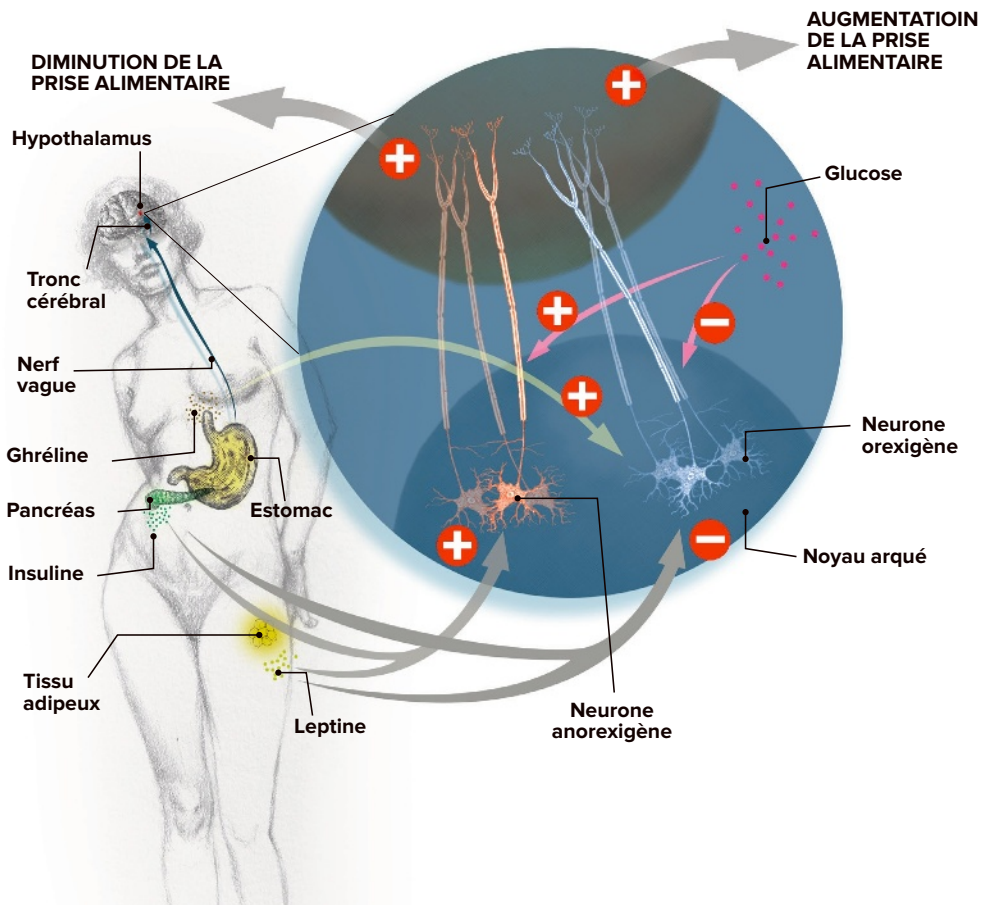 AUGMENTATIOIN
DE LA PRISE
ALIMENTAIRE
DIMINUTION DE LA
PRISE ALIMENTAIRE
Hypothalamus
Glucose
Tronc
cérébral
Nerf
vague
Neurone
orexigène
Ghréline
Pancréas
Estomac
Noyau arqué
Insuline
Tissu
adipeux
Leptine
Neurone
anorexigène